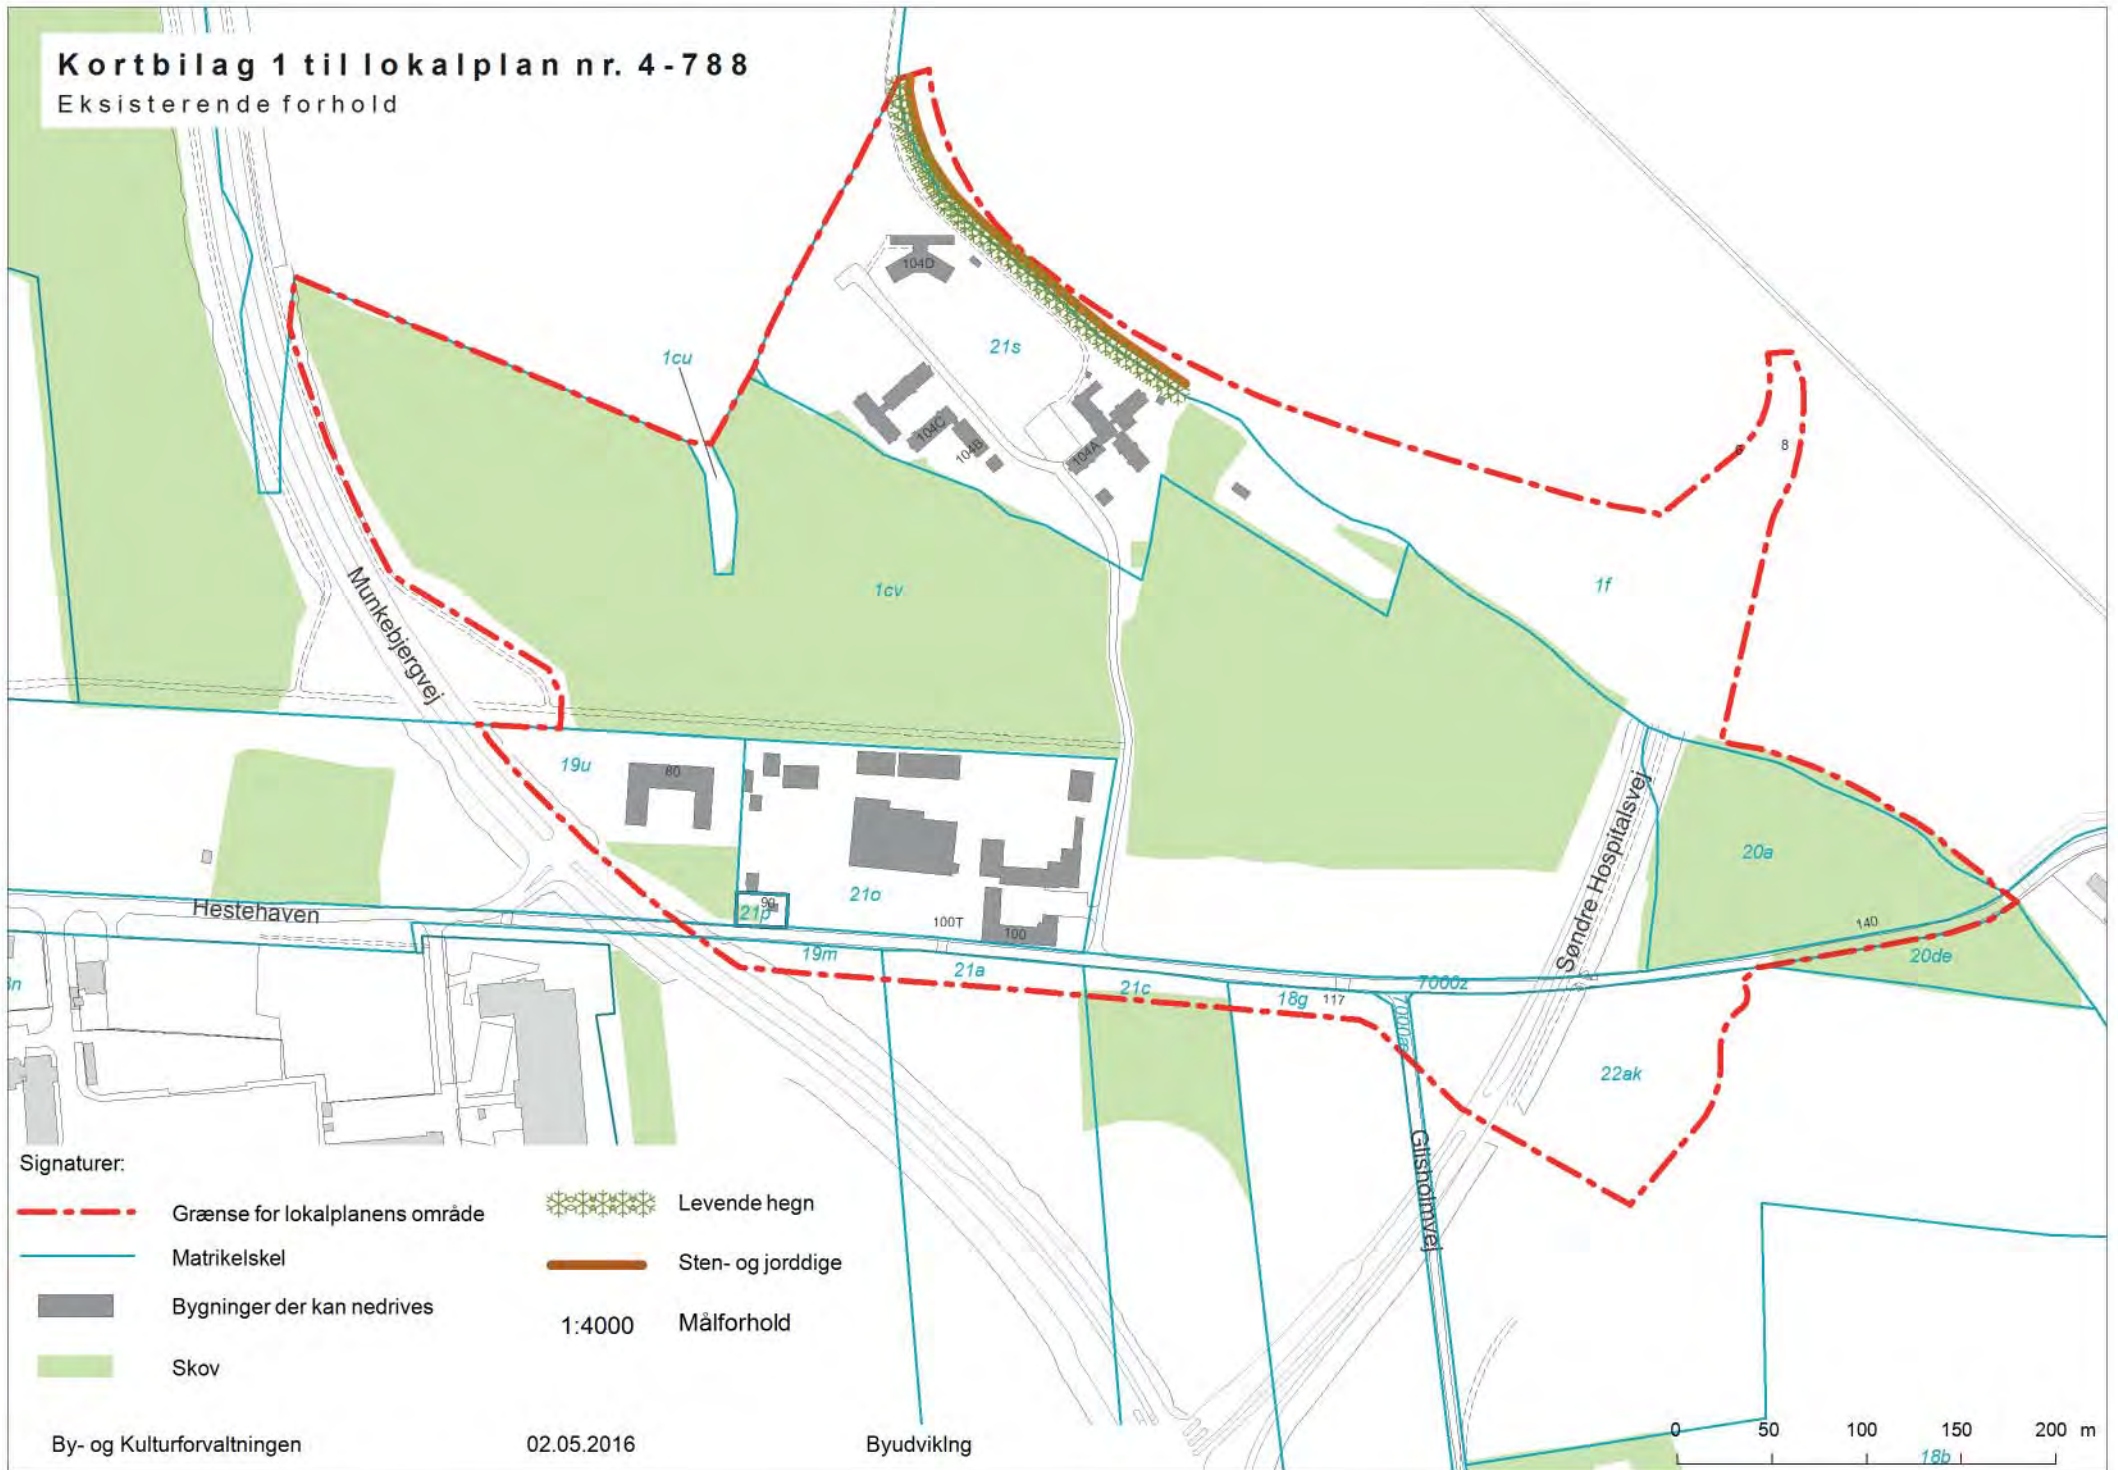 Kortbilag 1 til lokalplan nr. 4-788
Eksisterende forhold
104D
21s
1cu
104C
104B
104A
6
8
1cv
1f
Munkebjergvej
19u
80
Søndre Hospitalsvej
20a
90
21p
21o
100T
100
Hestehaven
140
20de
19m
21a
21c
18g
117
7000z
22ak
Glisholmvej
Signaturer:
Grænse for lokalplanens område
Levende hegn
Matrikelskel
Sten- og jorddige
Bygninger der kan nedrives
1:4000 Målforhold
Skov
By- og Kulturforvaltningen 02.05.2016 Byudviklng
0 50 100 150 200 m
18b